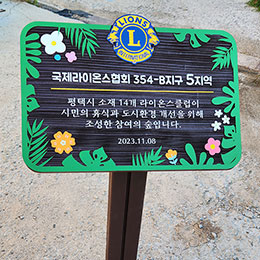 LIONS
L
INTERNATIONAL
국제라이온스협회 354-B지구 5지역
평택시 소재 14개 라이온스클럽이
시민의 휴식과 도시환경 개선을 위해
조성한 참여의 숲입니다.
2023.11.08